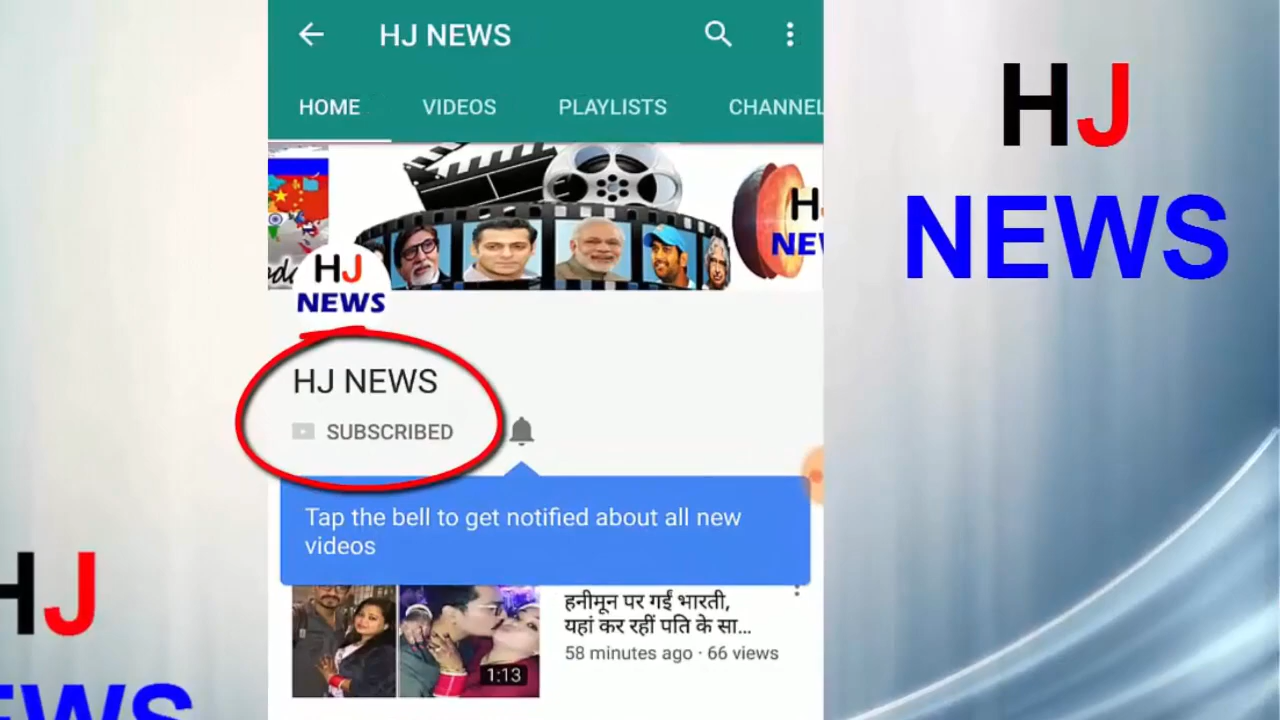 HJ NEWS
HOME VIDEOS PLAYLISTS CHANNEL
HJ
NEWS
HJ
NEWS
HJ NEWS
SUBSCRIBED
Tap the bell to get notified about all new
videos
हनीमून पर गईं भारती,
यहां कर रहीं पति के सा...
58 minutes ago · 66 views
1:13
HJ
NEWS